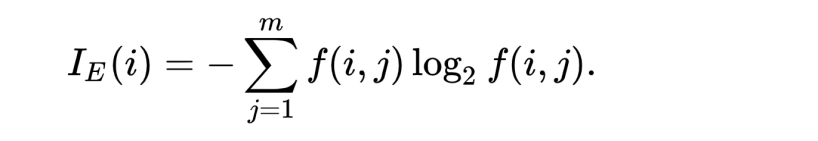 I_E(i) = -\sum_{j=1}^{m} f(i,j) \log_2 f(i,j).